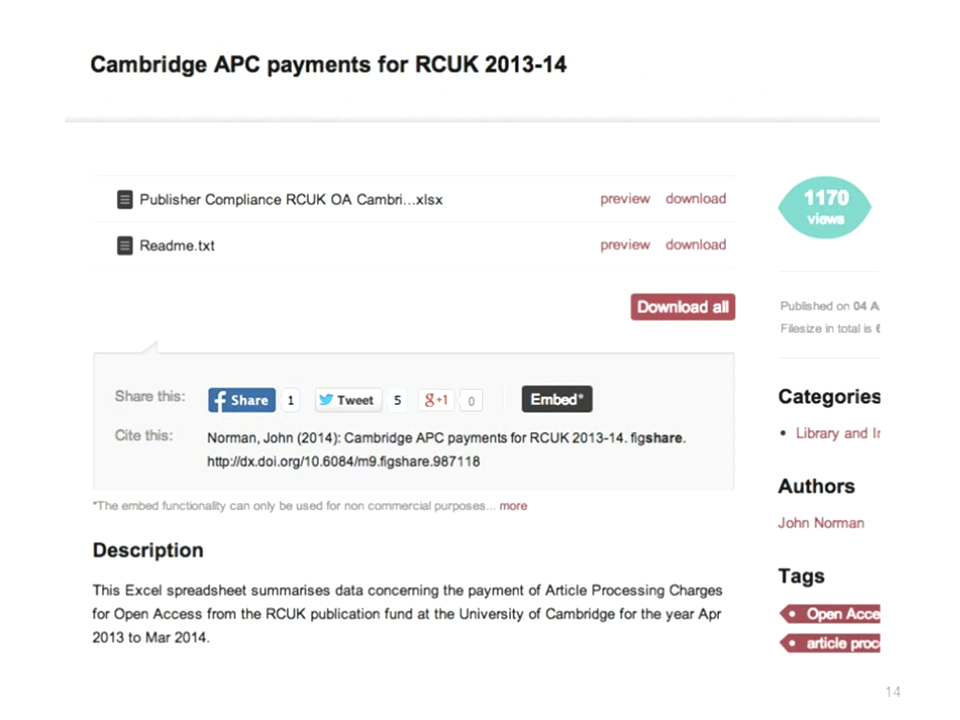 Cambridge APC payments for RCUK 2013-14
Publisher Compliance RCUK OA Cambri...xlsx preview download
Readme.txt preview download
Download all
Share this: f Share 1 Tweet 5 g+1 0 Embed*
Cite this: Norman, John (2014): Cambridge APC payments for RCUK 2013-14. figshare.
http://dx.doi.org/10.6084/m9.figshare.987118
*The embed functionality can only be used for non commercial purposes... more
Description
This Excel spreadsheet summarises data concerning the payment of Article Processing Charges
for Open Access from the RCUK publication fund at the University of Cambridge for the year Apr
2013 to Mar 2014.
1170
views
Published on 04
Filesize in total is
Categories
• Library and
Authors
John Norman
Tags
Open
article
14